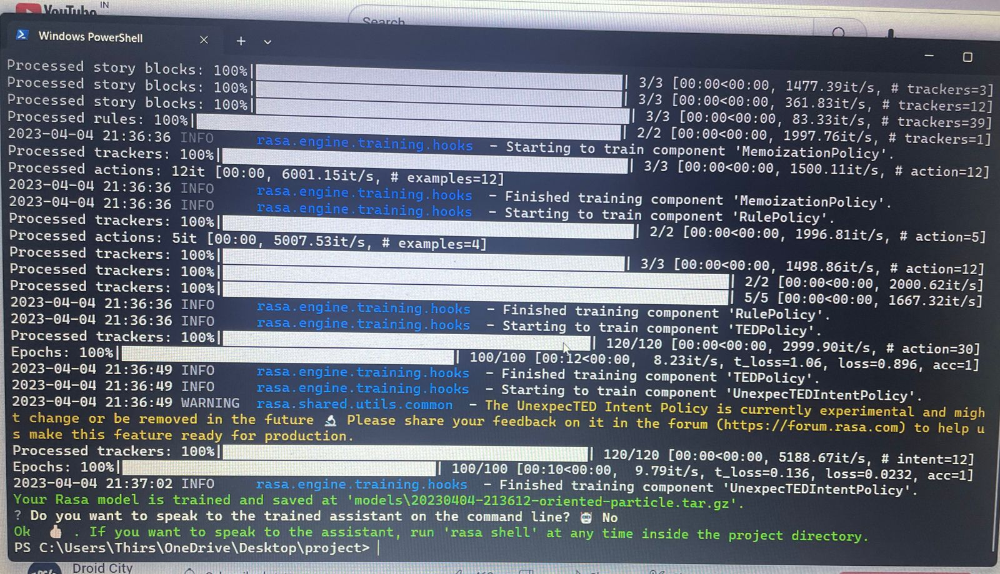 YouTube IN
Search
Windows PowerShell
Processed story blocks: 100%| | 3/3 [00:00<00:00, 1477.39it/s, # trackers=3]
Processed story blocks: 100%| | 3/3 [00:00<00:00, 361.83it/s, # trackers=12]
Processed story blocks: 100%| | 3/3 [00:00<00:00, 83.33it/s, # trackers=39]
Processed rules: 100%| | 2/2 [00:00<00:00, 1997.76it/s, # trackers=1]
2023-04-04 21:36:36 INFO rasa.engine.training.hooks - Starting to train component 'MemoizationPolicy'.
Processed trackers: 100%| | 3/3 [00:00<00:00, 1500.11it/s, # action=12]
Processed actions: 12it [00:00, 6001.15it/s, # examples=12]
2023-04-04 21:36:36 INFO rasa.engine.training.hooks - Finished training component 'MemoizationPolicy'.
2023-04-04 21:36:36 INFO rasa.engine.training.hooks - Starting to train component 'RulePolicy'.
Processed trackers: 100%| | 2/2 [00:00<00:00, 1996.81it/s, # action=5]
Processed actions: 5it [00:00, 5007.53it/s, # examples=4]
Processed trackers: 100%| | 3/3 [00:00<00:00, 1498.86it/s, # action=12]
Processed trackers: 100%| | 2/2 [00:00<00:00, 2000.62it/s]
Processed trackers: 100%| | 5/5 [00:00<00:00, 1667.32it/s]
2023-04-04 21:36:36 INFO rasa.engine.training.hooks - Finished training component 'RulePolicy'.
2023-04-04 21:36:36 INFO rasa.engine.training.hooks - Starting to train component 'TEDPolicy'.
Processed trackers: 100%| | 120/120 [00:00<00:00, 2999.90it/s, # action=30]
Epochs: 100%| | 100/100 [00:12<00:00, 8.23it/s, t_loss=1.06, loss=0.896, acc=1]
2023-04-04 21:36:49 INFO rasa.engine.training.hooks - Finished training component 'TEDPolicy'.
2023-04-04 21:36:49 INFO rasa.engine.training.hooks - Starting to train component 'UnexpecTEDIntentPolicy'.
2023-04-04 21:36:49 WARNING rasa.shared.utils.common - The UnexpecTED Intent Policy is currently experimental and migh
t change or be removed in the future 🔬 Please share your feedback on it in the forum (https://forum.rasa.com) to help u
s make this feature ready for production.
Processed trackers: 100%| | 120/120 [00:00<00:00, 5188.67it/s, # intent=12]
Epochs: 100%| | 100/100 [00:10<00:00, 9.79it/s, t_loss=0.136, loss=0.0232, acc=1]
2023-04-04 21:37:02 INFO rasa.engine.training.hooks - Finished training component 'UnexpecTEDIntentPolicy'.
Your Rasa model is trained and saved at 'models\20230404-213612-oriented-particle.tar.gz'.
? Do you want to speak to the trained assistant on the command line? 🤖 No
Ok 👍🏻 . If you want to speak to the assistant, run 'rasa shell' at any time inside the project directory.
PS C:\Users\Thirs\OneDrive\Desktop\project>
Droid City